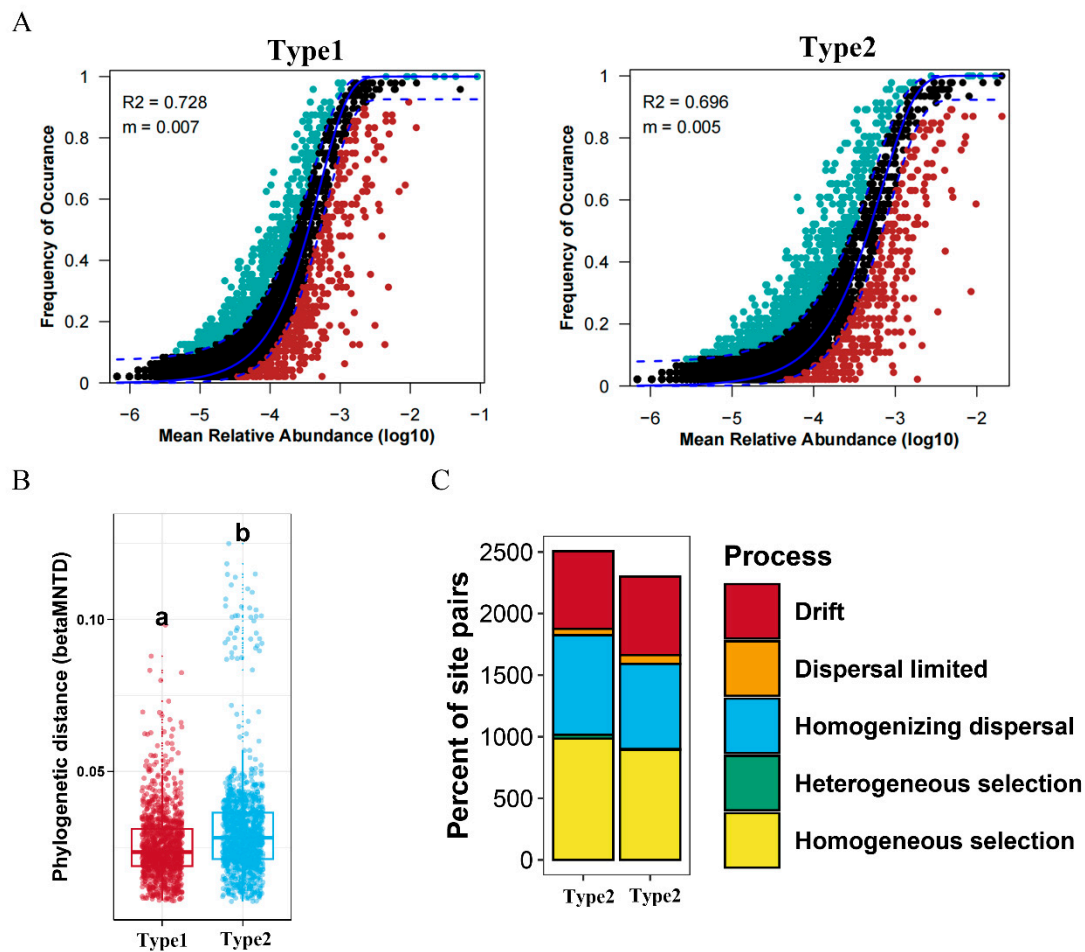 A
Type1
Type2
R2 = 0.728
m = 0.007
Frequency of Occurance
1
0.8
0.6
0.4
0.2
0
−6 −5 −4 −3 −2 −1
Mean Relative Abundance (log10)
R2 = 0.696
m = 0.005
Frequency of Occurance
1
0.8
0.6
0.4
0.2
0
−6 −5 −4 −3 −2
Mean Relative Abundance (log10)
B
Phylogenetic distance (betaMNTD)
0.10
0.05
a
b
Type1 Type2
C
Percent of site pairs
2500
2000
1500
1000
500
0
Type2 Type2
Process
Drift
Dispersal limited
Homogenizing dispersal
Heterogeneous selection
Homogeneous selection